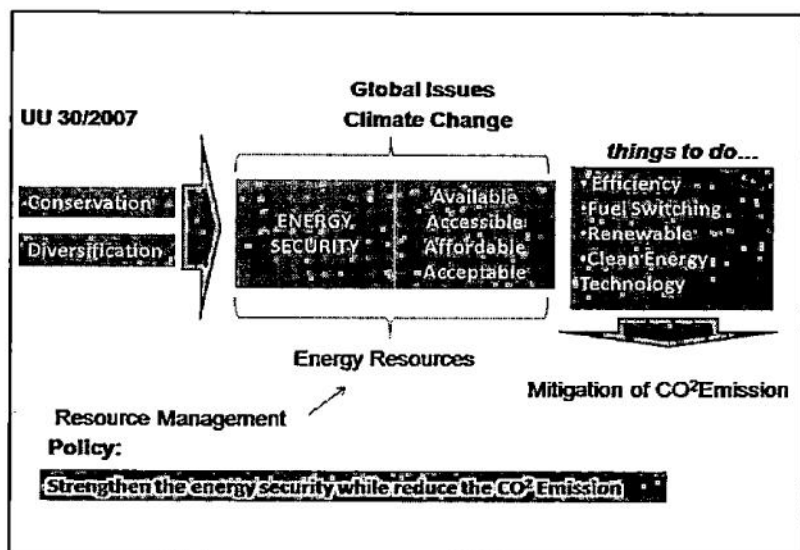 Global Issues
Climate Change
UU 30/2007
Conservation
Diversification
ENERGY
SECURITY
Available
Accessible
Affordable
Acceptable
things to do...
•Efficiency
•Fuel Switching
•Renewable
•Clean Energy
Technology
Energy Resources
Mitigation of CO²Emission
Resource Management
Policy:
Strengthen the energy security while reduce the CO² Emission